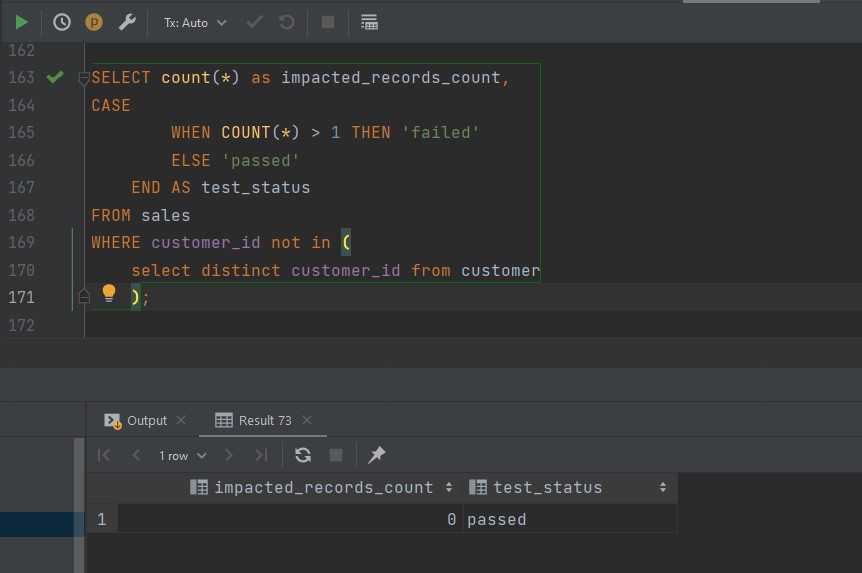 Tx: Auto
162
163 SELECT count(*) as impacted_records_count,
164 CASE
165 WHEN COUNT(*) > 1 THEN 'failed'
166 ELSE 'passed'
167 END AS test_status
168 FROM sales
169 WHERE customer_id not in (
170 select distinct customer_id from customer
171 );
172
Output Result 73
1 row
impacted_records_count test_status
1 0 passed